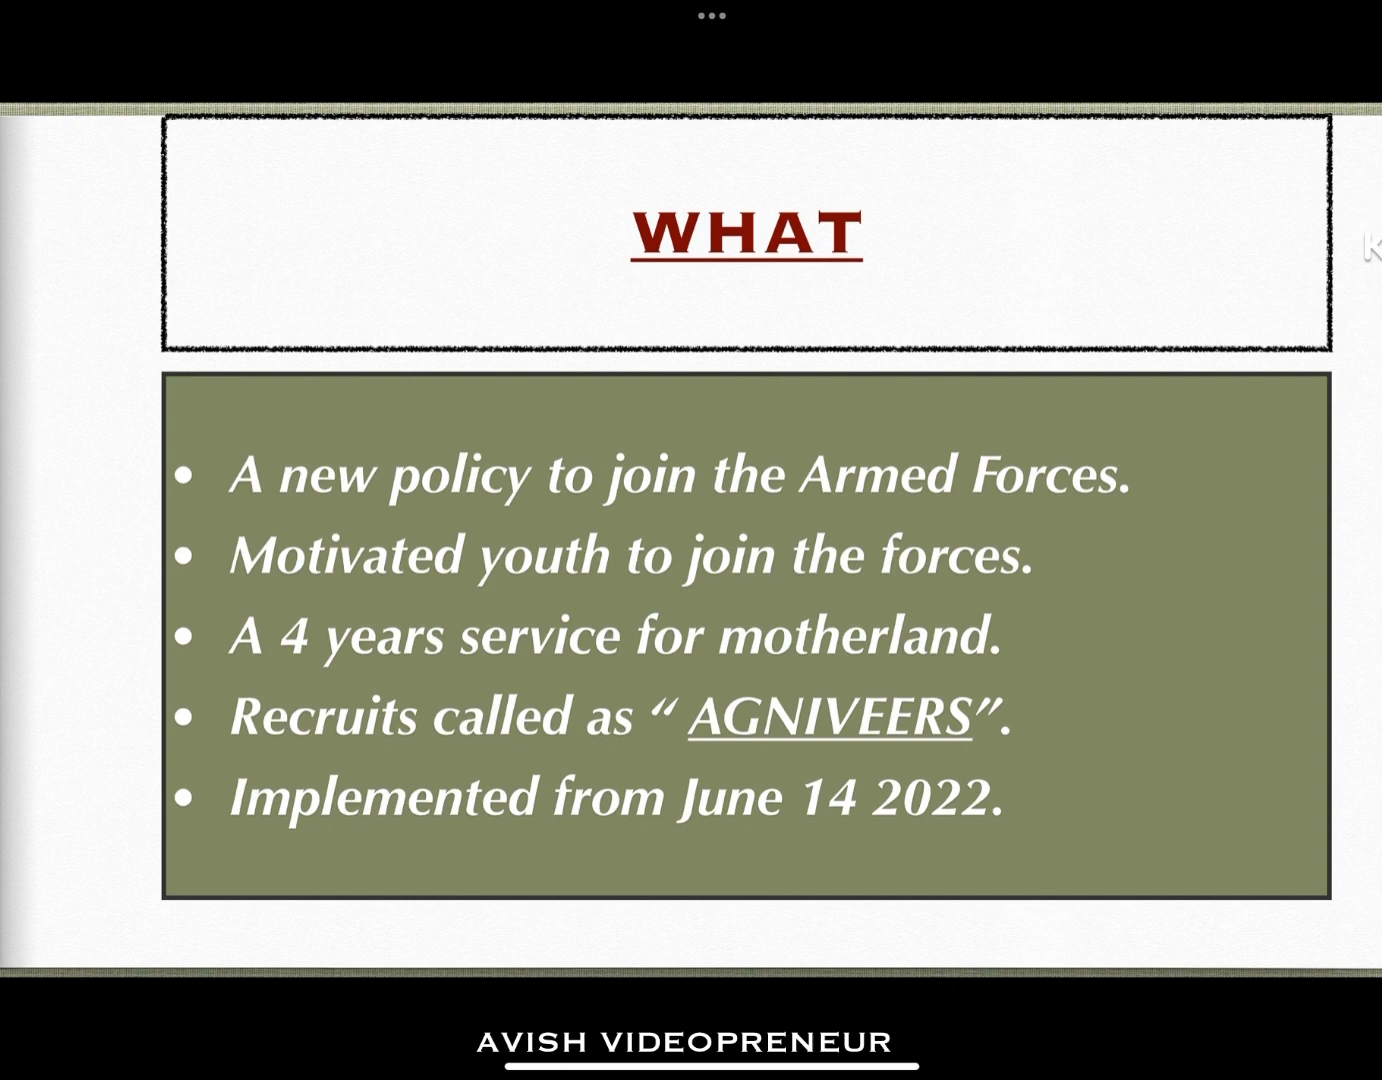 WHAT
K
• A new policy to join the Armed Forces.
• Motivated youth to join the forces.
• A 4 years service for motherland.
• Recruits called as “ AGNIVEERS”.
• Implemented from June 14 2022.
AVISH VIDEOPRENEUR